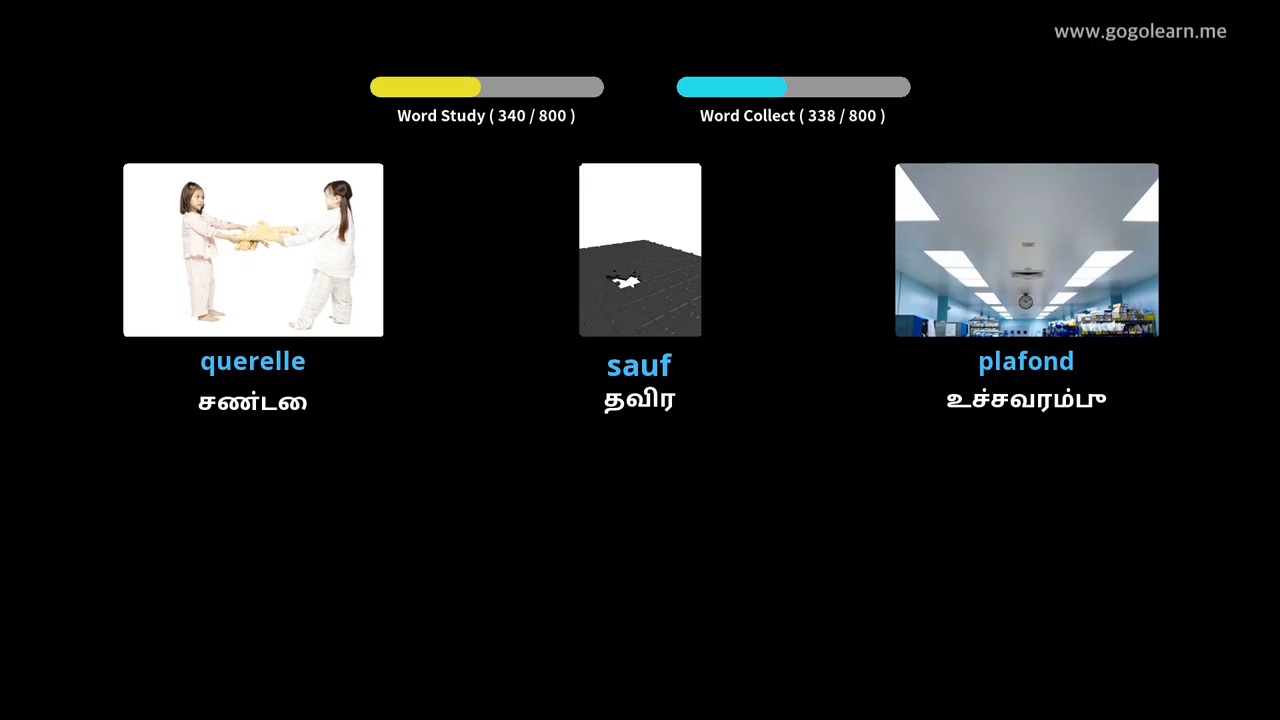 www.gogolearn.me
Word Study ( 340 / 800 )
Word Collect ( 338 / 800 )
querelle
சண்டை
sauf
தவிர
plafond
உச்சவரம்பு